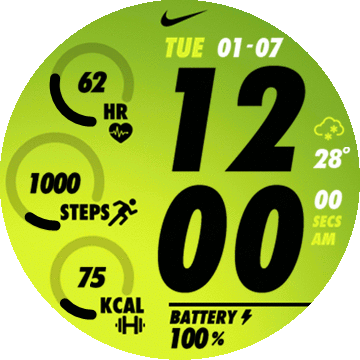 TUE 01-07
62
HR
12
28°
1000
STEPS
00
00
SECS
AM
75
KCAL
BATTERY
100%